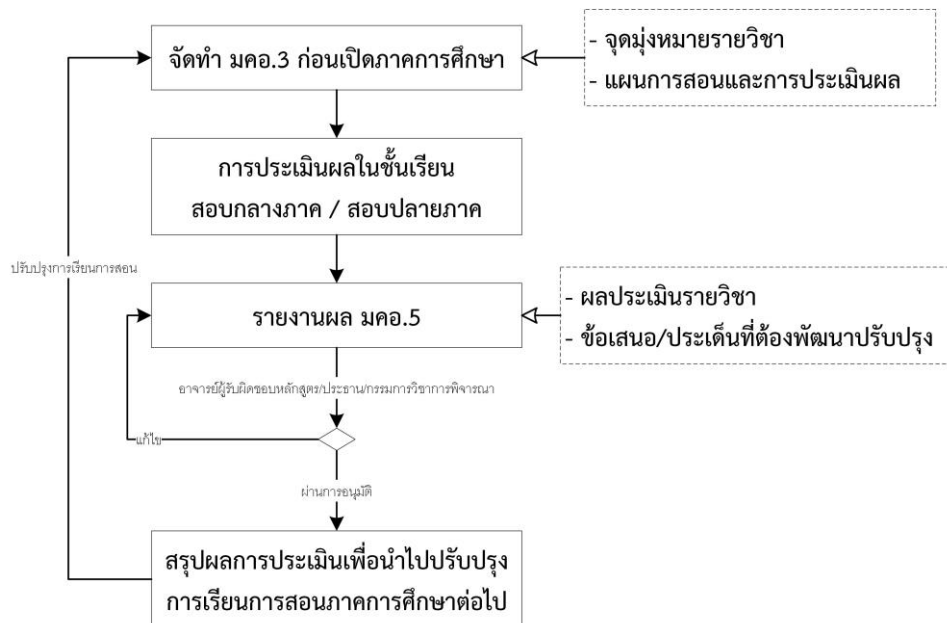 จัดทำ มคอ.3 ก่อนเปิดภาคการศึกษา
- จุดมุ่งหมายรายวิชา
- แผนการสอนและการประเมินผล
การประเมินผลในชั้นเรียน
สอบกลางภาค / สอบปลายภาค
ปรับปรุงการเรียนการสอน
รายงานผล มคอ.5
- ผลประเมินรายวิชา
- ข้อเสนอ/ประเด็นที่ต้องพัฒนาปรับปรุง
อาจารย์ผู้รับผิดชอบหลักสูตร/ประธาน/กรรมการวิชาการพิจารณา
แก้ไข
ผ่านการอนุมัติ
สรุปผลการประเมินเพื่อนำไปปรับปรุง
การเรียนการสอนภาคการศึกษาต่อไป